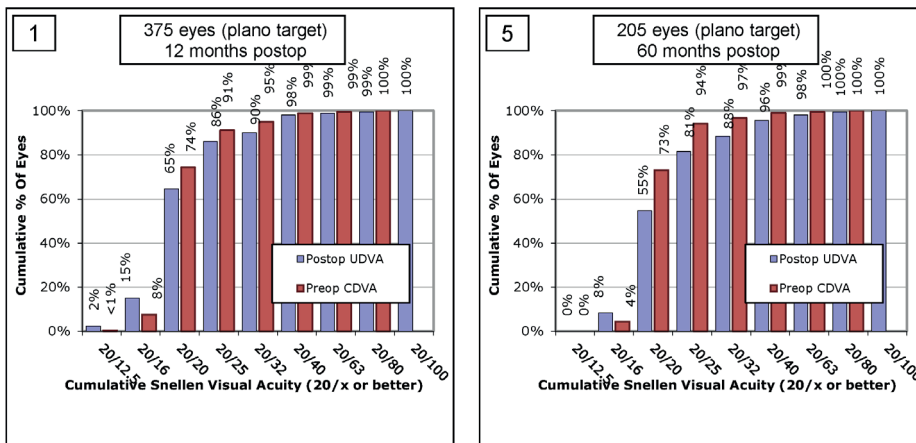 1
375 eyes (plano target)
12 months postop
2% <1% 15% 8% 65% 74% 86% 91% 90% 95% 98% 99% 99% 99% 99% 100% 100%
100%
80%
60%
40%
20%
0%
Cumulative % Of Eyes
Postop UDVA
Preop CDVA
20/12.5 20/16 20/20 20/25 20/32 20/40 20/63 20/80 20/100
Cumulative Snellen Visual Acuity (20/x or better)
5
205 eyes (plano target)
60 months postop
0% 0% 8% 4% 55% 73% 81% 94% 88% 97% 96% 99% 98% 100% 100% 100% 100%
100%
80%
60%
40%
20%
0%
Cumulative % Of Eyes
Postop UDVA
Preop CDVA
20/12.5 20/16 20/20 20/25 20/32 20/40 20/63 20/80 20/100
Cumulative Snellen Visual Acuity (20/x or better)